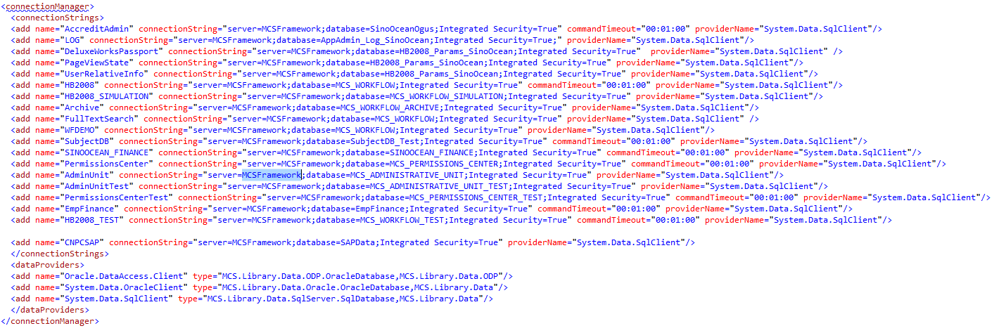 <connectionManager>
<connectionStrings>
<add name="AccreditAdmin" connectionString="server=MCSFramework;database=SinoOceanOgus;Integrated Security=True" commandTimeout="00:01:00" providerName="System.Data.SqlClient"/>
<add name="LOG" connectionString="server=MCSFramework;database=AppAdmin_Log_SinoOcean;Integrated Security=True;" providerName="System.Data.SqlClient"/>
<add name="DeluxeWorksPassport" connectionString="server=MCSFramework;database=HB2008_Params_SinoOcean;Integrated Security=True"  providerName="System.Data.SqlClient" />
<add name="PageViewState" connectionString="server=MCSFramework;database=HB2008_Params_SinoOcean;Integrated Security=True" providerName="System.Data.SqlClient"/>
<add name="UserRelativeInfo" connectionString="server=MCSFramework;database=HB2008_Params_SinoOcean;Integrated Security=True" providerName="System.Data.SqlClient"/>
<add name="HB2008" connectionString="server=MCSFramework;database=MCS_WORKFLOW;Integrated Security=True" commandTimeout="00:01:00" providerName="System.Data.SqlClient"/>
<add name="HB2008_SIMULATION" connectionString="server=MCSFramework;database=MCS_WORKFLOW_SIMULATION;Integrated Security=True" providerName="System.Data.SqlClient"/>
<add name="Archive" connectionString="server=MCSFramework;database=MCS_WORKFLOW_ARCHIVE;Integrated Security=True" providerName="System.Data.SqlClient"/>
<add name="FullTextSearch" connectionString="server=MCSFramework;database=MCS_WORKFLOW;Integrated Security=True" providerName="System.Data.SqlClient" />
<add name="WFDEMO" connectionString="server=MCSFramework;database=MCS_WORKFLOW;Integrated Security=True" providerName="System.Data.SqlClient"/>
<add name="SubjectDB" connectionString="server=MCSFramework;database=SubjectDB_Test;Integrated Security=True" commandTimeout="00:01:00" providerName="System.Data.SqlClient"/>
<add name="SINOOCEAN_FINANCE" connectionString="server=MCSFramework;database=SINOOCEAN_FINANCE;Integrated Security=True" commandTimeout="00:01:00" providerName="System.Data.SqlClient"/>
<add name="PermissionsCenter" connectionString="server=MCSFramework;database=MCS_PERMISSIONS_CENTER;Integrated Security=True" commandTimeout="00:01:00" providerName="System.Data.SqlClient"/>
<add name="AdminUnit" connectionString="server=MCSFramework;database=MCS_ADMINISTRATIVE_UNIT;Integrated Security=True" providerName="System.Data.SqlClient"/>
<add name="AdminUnitTest" connectionString="server=MCSFramework;database=MCS_ADMINISTRATIVE_UNIT_TEST;Integrated Security=True" providerName="System.Data.SqlClient"/>
<add name="PermissionsCenterTest" connectionString="server=MCSFramework;database=MCS_PERMISSIONS_CENTER_TEST;Integrated Security=True" commandTimeout="00:01:00" providerName="System.Data.SqlClient"/>
<add name="EmpFinance" connectionString="server=MCSFramework;database=EmpFinance;Integrated Security=True" commandTimeout="00:01:00" providerName="System.Data.SqlClient"/>
<add name="HB2008_TEST" connectionString="server=MCSFramework;database=MCS_WORKFLOW_TEST;Integrated Security=True" commandTimeout="00:01:00" providerName="System.Data.SqlClient"/>
<add name="CNPCSAP" connectionString="server=MCSFramework;database=SAPData;Integrated Security=True" providerName="System.Data.SqlClient"/>
</connectionStrings>
<dataProviders>
<add name="Oracle.DataAccess.Client" type="MCS.Library.Data.ODP.OracleDatabase,MCS.Library.Data.ODP"/>
<add name="System.Data.OracleClient" type="MCS.Library.Data.Oracle.OracleDatabase,MCS.Library.Data"/>
<add name="System.Data.SqlClient" type="MCS.Library.Data.SqlServer.SqlDatabase,MCS.Library.Data"/>
</dataProviders>
</connectionManager>